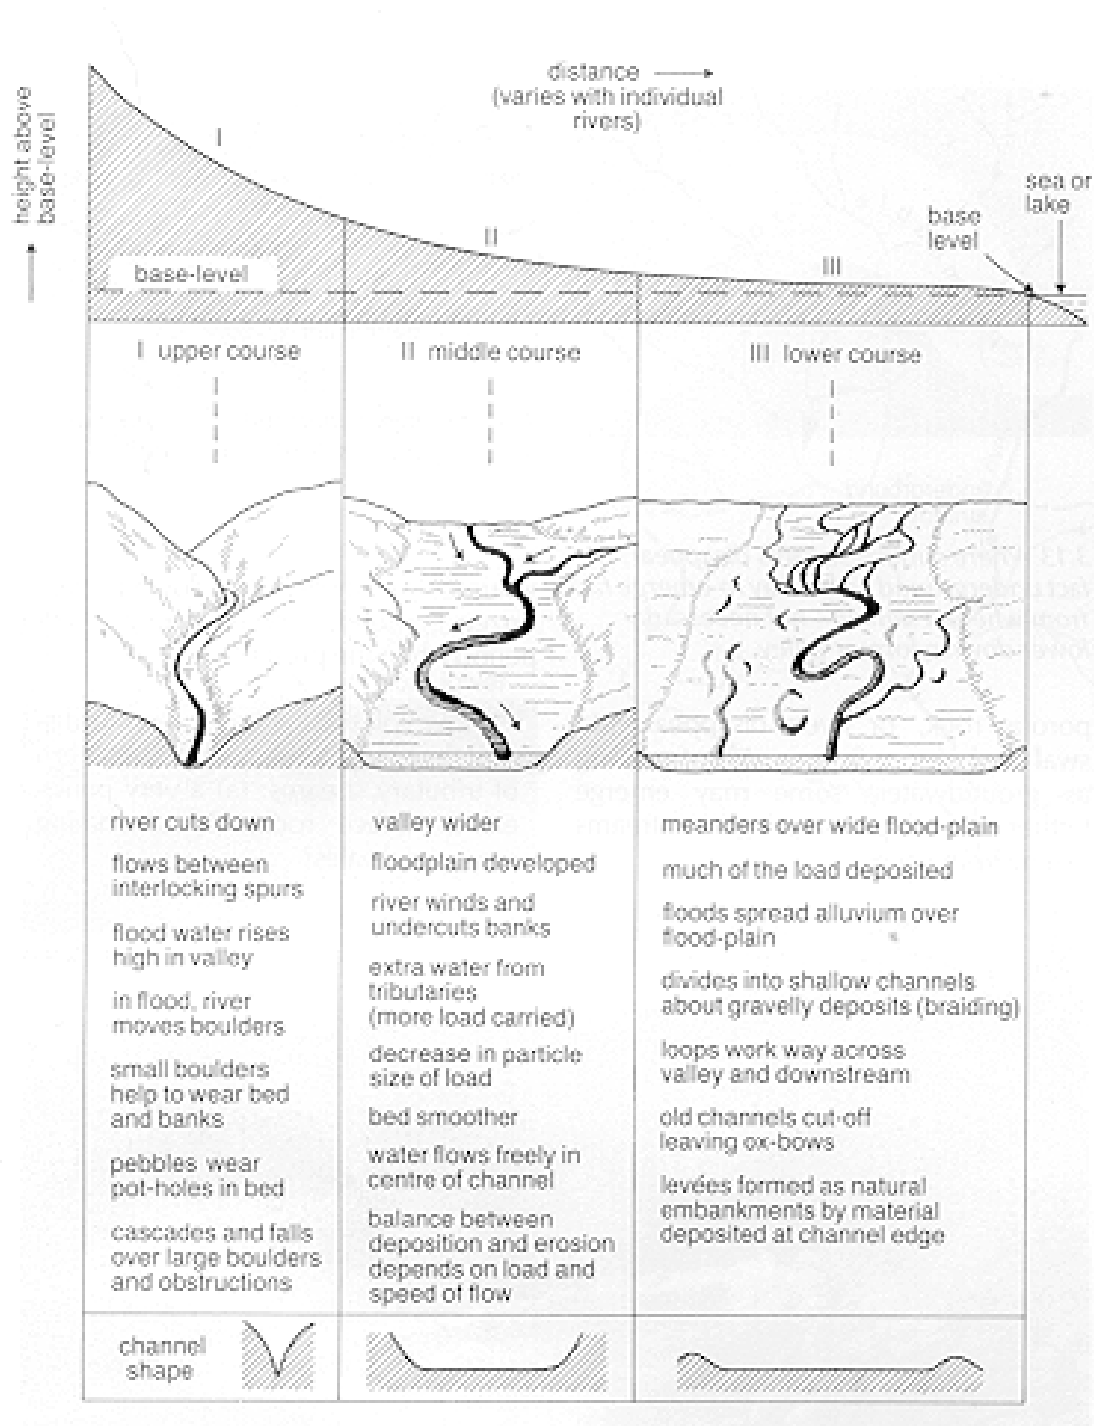 distance
(varies with individual
rivers)
height above
base-level
I
II
III
base
level
sea or
lake
base-level
I upper course
II middle course
III lower course
river cuts down
flows between
interlocking spurs
flood water rises
high in valley
in flood, river
moves boulders
small boulders
help to wear bed
and banks
pebbles wear
pot-holes in bed
cascades and falls
over large boulders
and obstructions
valley wider
floodplain developed
river winds and
undercuts banks
extra water from
tributaries
(more load carried)
decrease in particle
size of load
bed smoother
water flows freely in
centre of channel
balance between
deposition and erosion
depends on load and
speed of flow
meanders over wide flood-plain
much of the load deposited
floods spread alluvium over
flood-plain
divides into shallow channels
about gravelly deposits (braiding)
loops work way across
valley and downstream
old channels cut-off
leaving ox-bows
levées formed as natural
embankments by material
deposited at channel edge
channel
shape